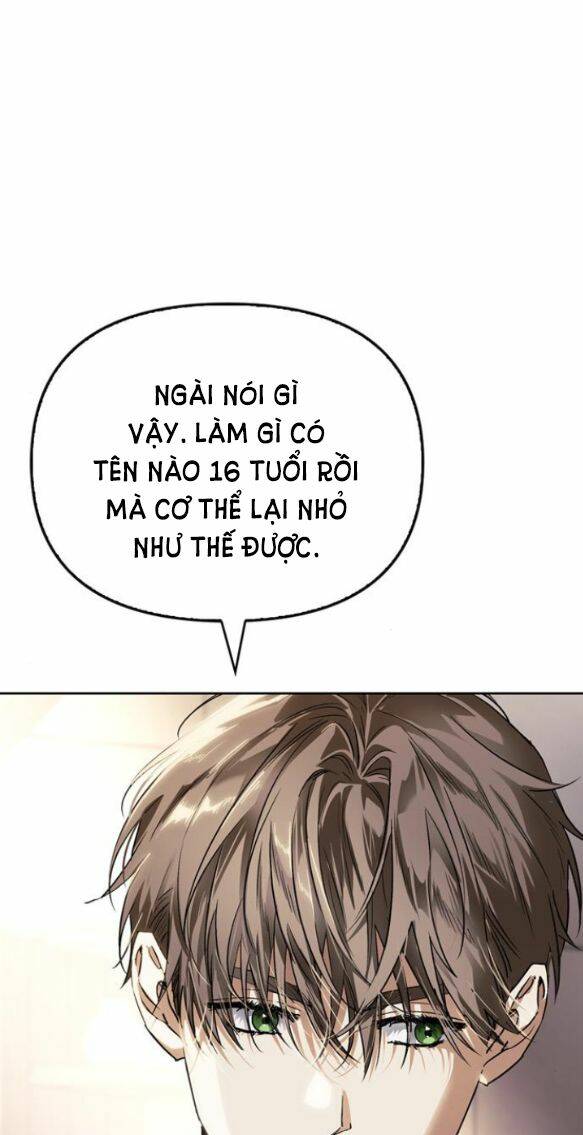 NGÀI NÓI GÌ
VẬY. LÀM GÌ CÓ
TÊN NÀO 16 TUỔI RỒI
MÀ CƠ THỂ LẠI NHỎ
NHƯ THẾ ĐƯỢC.